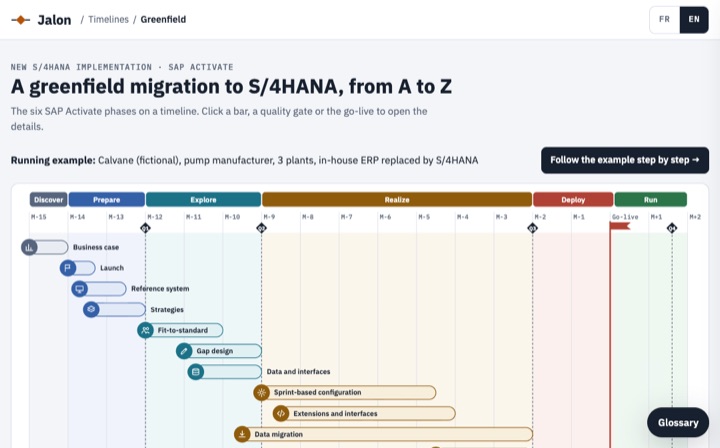 Jalon / Timelines / Greenfield
FR EN
NEW S/4HANA IMPLEMENTATION · SAP ACTIVATE
A greenfield migration to S/4HANA, from A to Z
The six SAP Activate phases on a timeline. Click a bar, a quality gate or the go-live to open the
details.
Running example: Calvane (fictional), pump manufacturer, 3 plants, in-house ERP replaced by S/4HANA
Follow the example step by step →
Discover Prepare Explore Realize Deploy Run
M-15 M-14 M-13 M-12 M-11 M-10 M-9 M-8 M-7 M-6 M-5 M-4 M-3 M-2 M-1 Go-live M+1 M+2
Business case
Launch
Reference system
Strategies
Fit-to-standard
Gap design
Data and interfaces
Sprint-based configuration
Extensions and interfaces
Data migration
Glossary